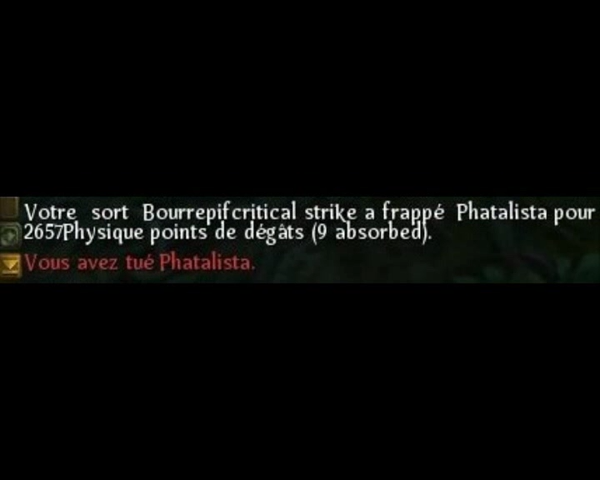 Votre sort Bourrepifcritical strike a frappé Phatalista pour
2657Physique points de dégâts (9 absorbed).
Vous avez tué Phatalista.